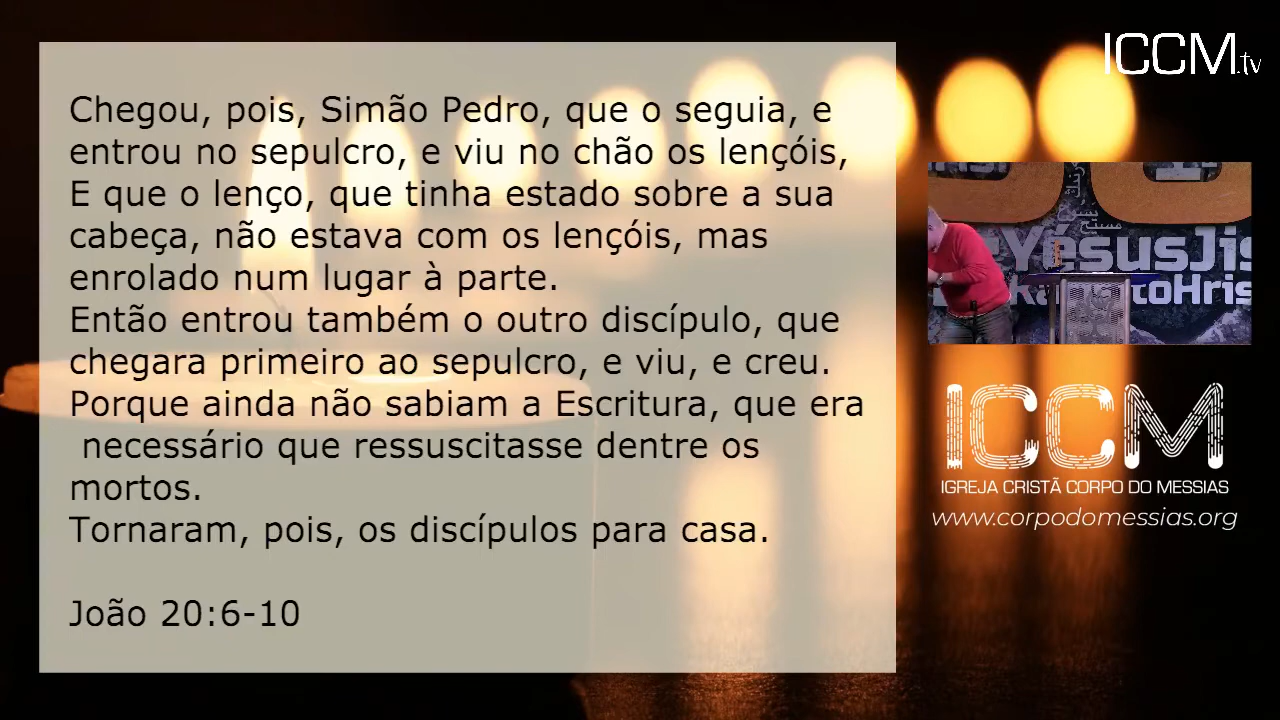 ICCM.tv
Chegou, pois, Simão Pedro, que o seguia, e
entrou no sepulcro, e viu no chão os lençóis,
E que o lenço, que tinha estado sobre a sua
cabeça, não estava com os lençóis, mas
enrolado num lugar à parte.
Então entrou também o outro discípulo, que
chegara primeiro ao sepulcro, e viu, e creu.
Porque ainda não sabiam a Escritura, que era
necessário que ressuscitasse dentre os
mortos.
Tornaram, pois, os discípulos para casa.
João 20:6-10
YésusJis
toHris
ICCM
IGREJA CRISTÃ CORPO DO MESSIAS
www.corpodomessias.org